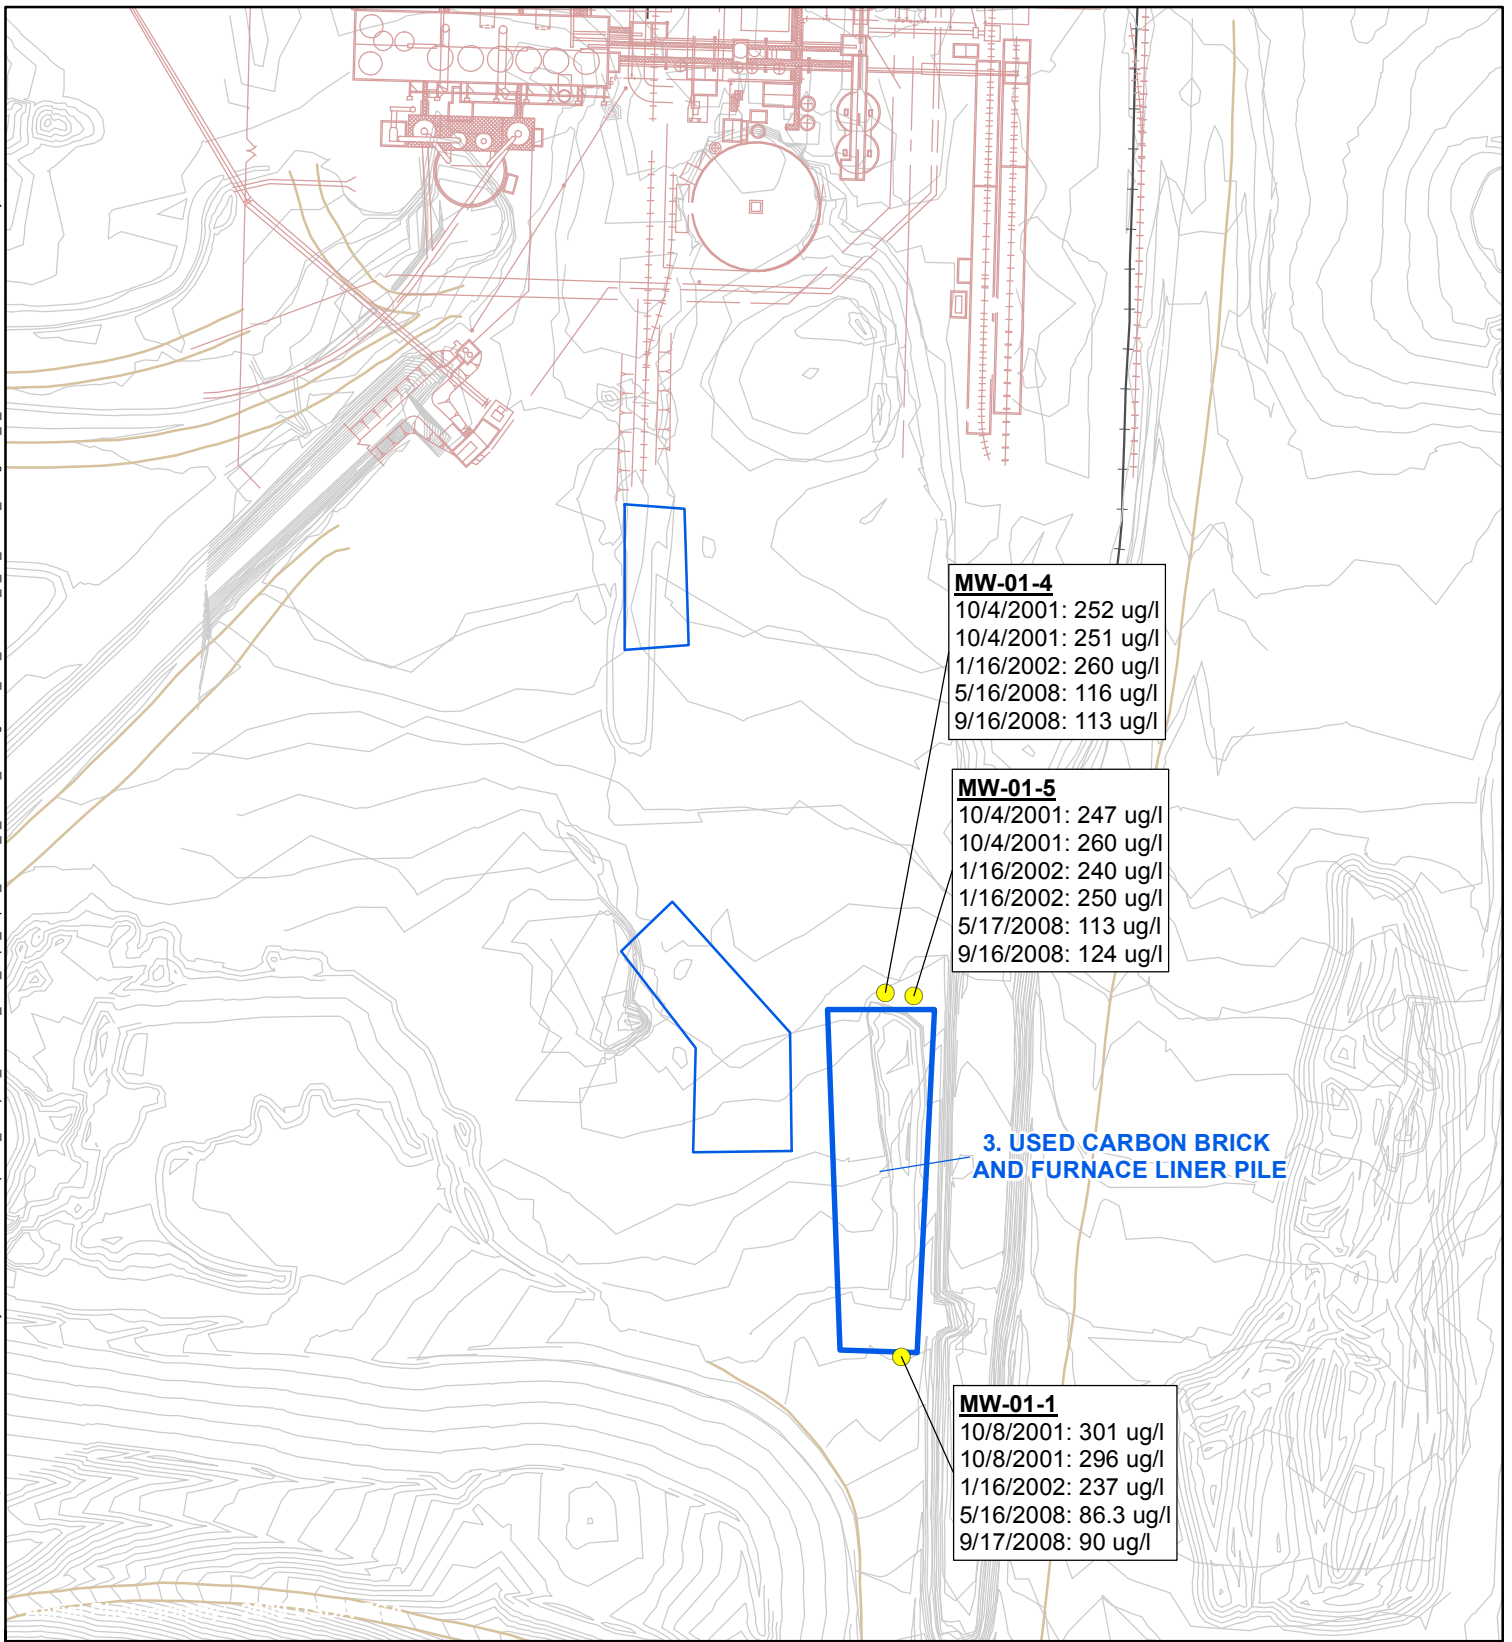 MW-01-4
10/4/2001: 252 ug/l
10/4/2001: 251 ug/l
1/16/2002: 260 ug/l
5/16/2008: 116 ug/l
9/16/2008: 113 ug/l
MW-01-5
10/4/2001: 247 ug/l
10/4/2001: 260 ug/l
1/16/2002: 240 ug/l
1/16/2002: 250 ug/l
5/17/2008: 113 ug/l
9/16/2008: 124 ug/l
3. USED CARBON BRICK
AND FURNACE LINER PILE
MW-01-1
10/8/2001: 301 ug/l
10/8/2001: 296 ug/l
1/16/2002: 237 ug/l
5/16/2008: 86.3 ug/l
9/17/2008: 90 ug/l